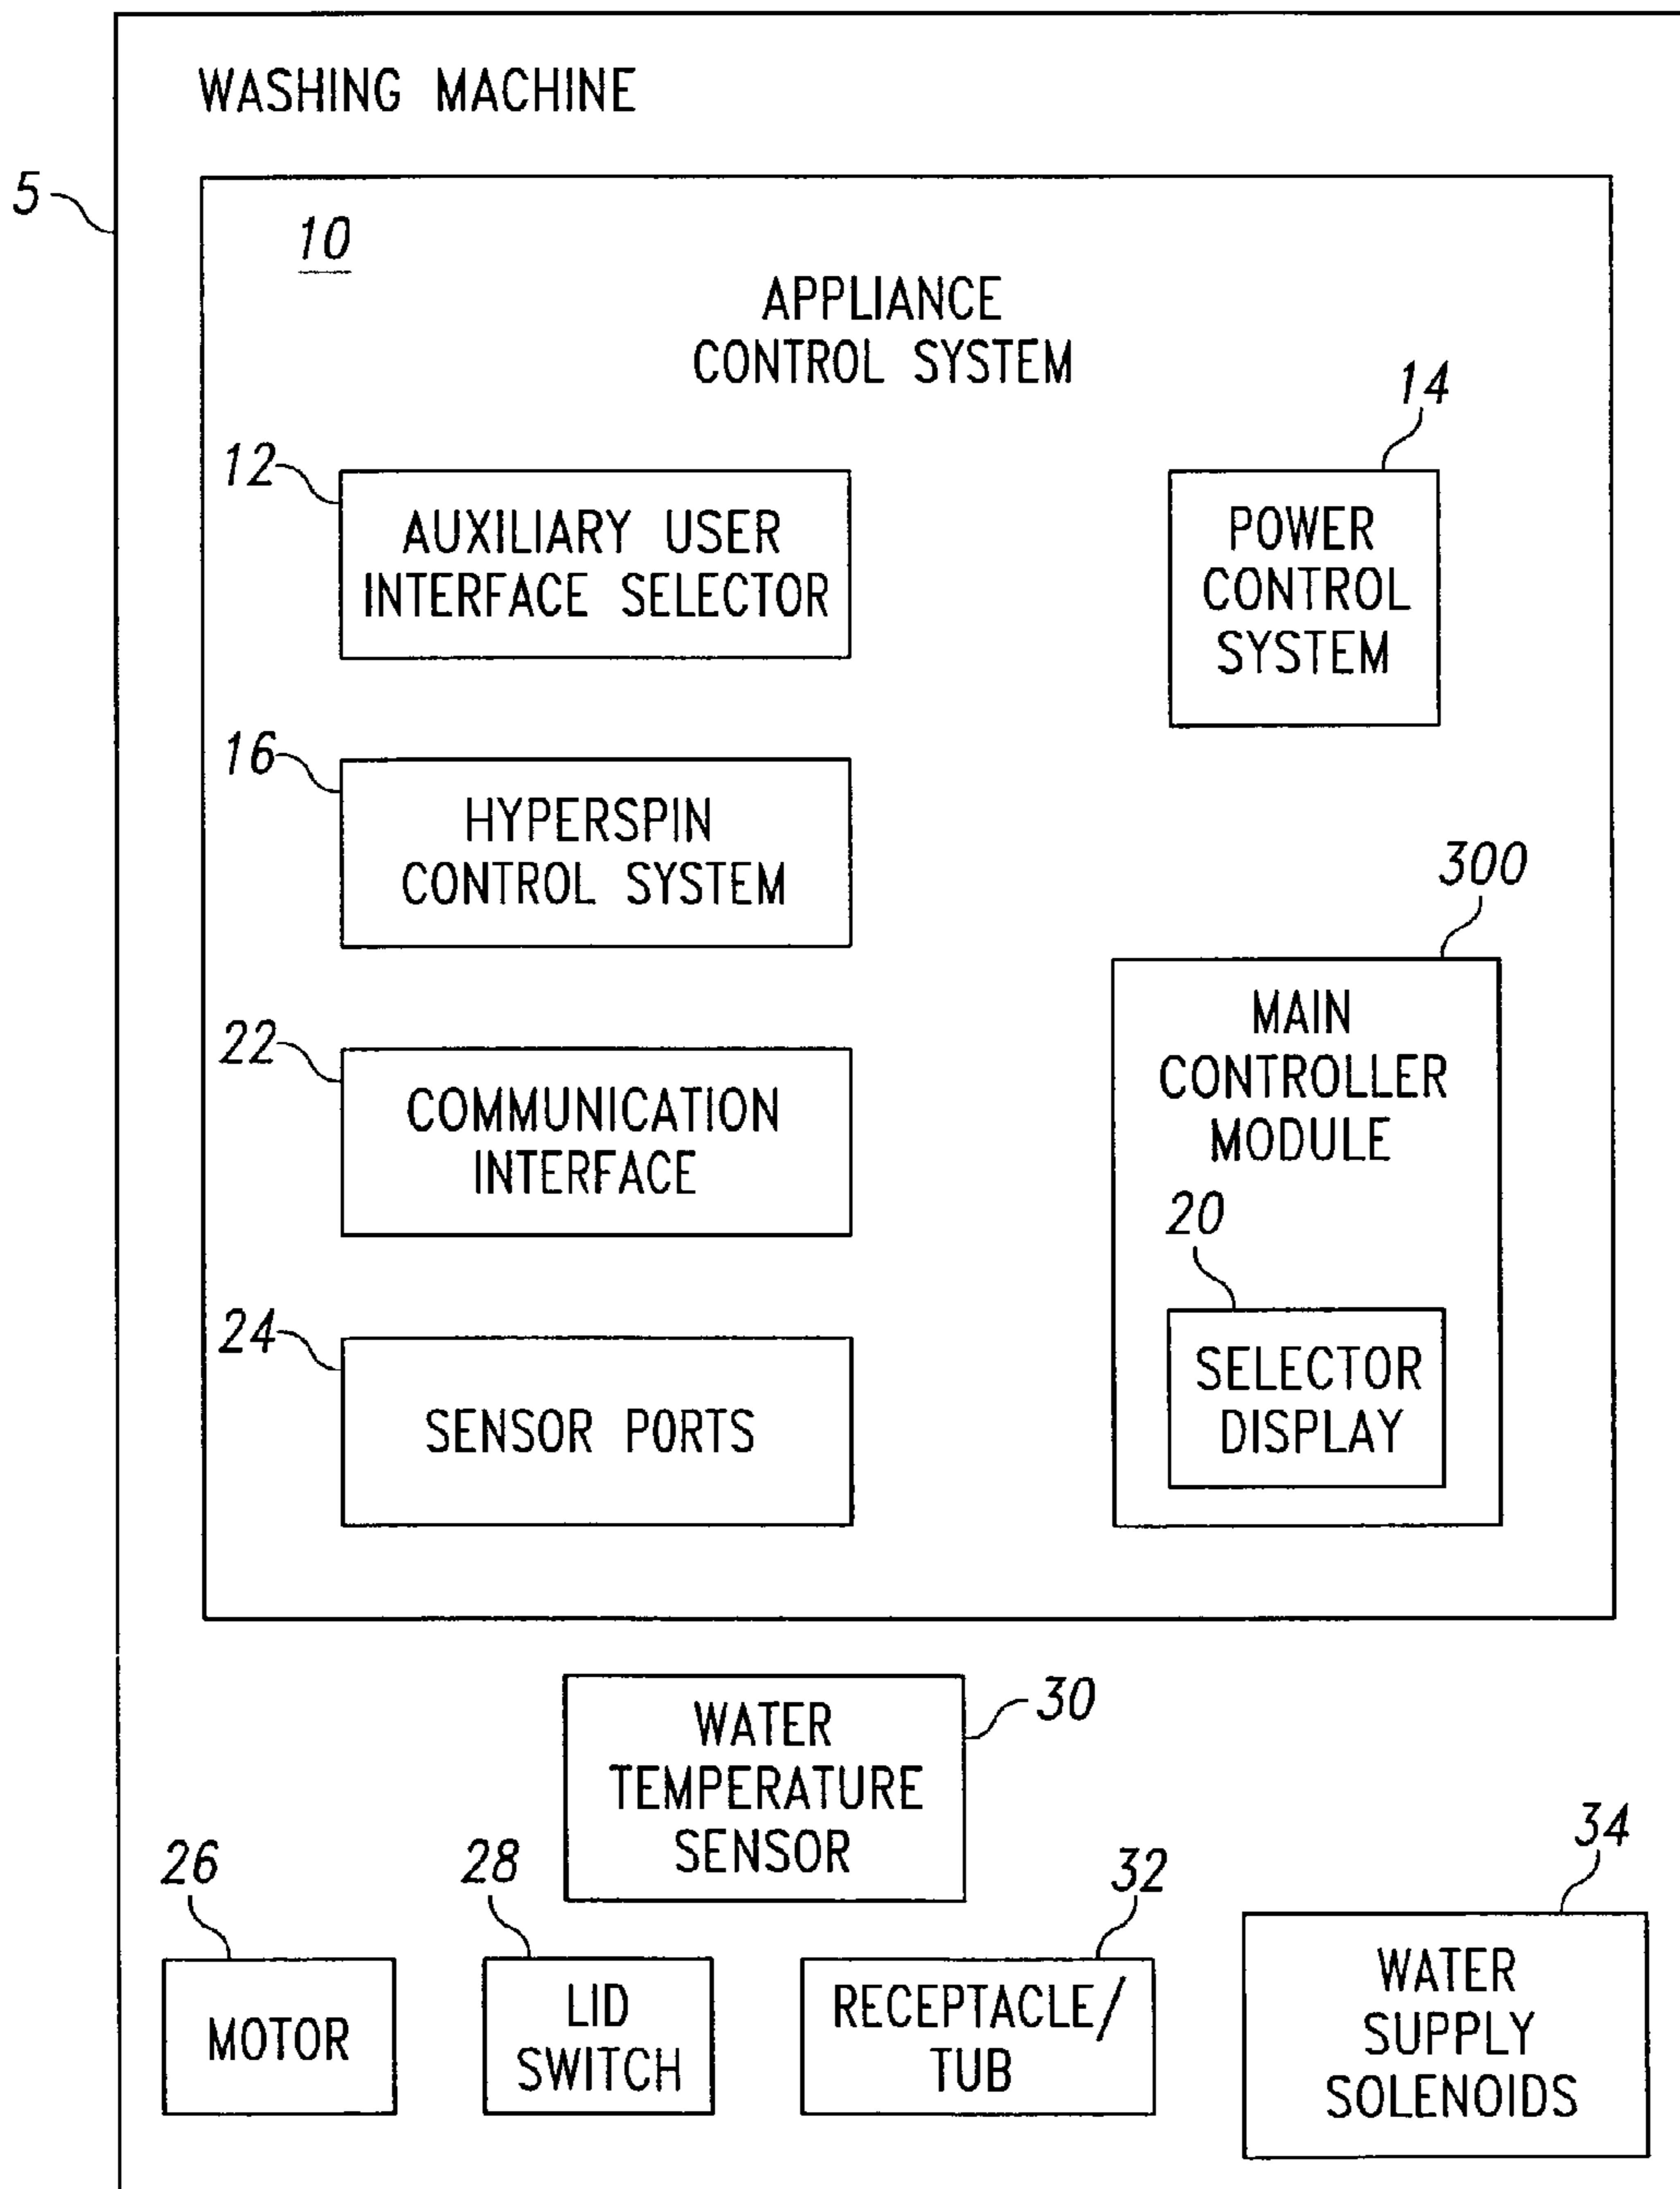 WASHING MACHINE
5
10
APPLIANCE
CONTROL SYSTEM
12
AUXILIARY USER
INTERFACE SELECTOR
14
POWER
CONTROL
SYSTEM
16
HYPERSPIN
CONTROL SYSTEM
300
MAIN
CONTROLLER
MODULE
22
COMMUNICATION
INTERFACE
20
SELECTOR
DISPLAY
24
SENSOR PORTS
30
WATER
TEMPERATURE
SENSOR
26
MOTOR
28
LID
SWITCH
32
RECEPTACLE/
TUB
34
WATER
SUPPLY
SOLENOIDS